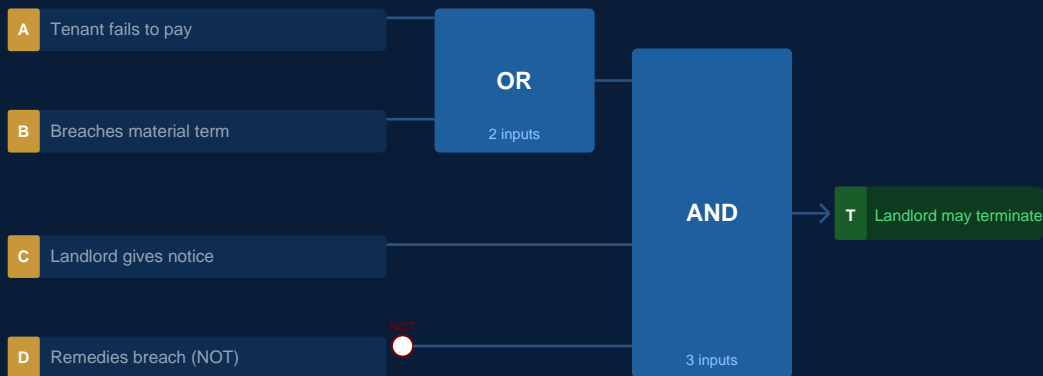 A Tenant fails to pay
OR
2 inputs
B Breaches material term
AND
T Landlord may terminate
C Landlord gives notice
NOT
D Remedies breach (NOT)
3 inputs